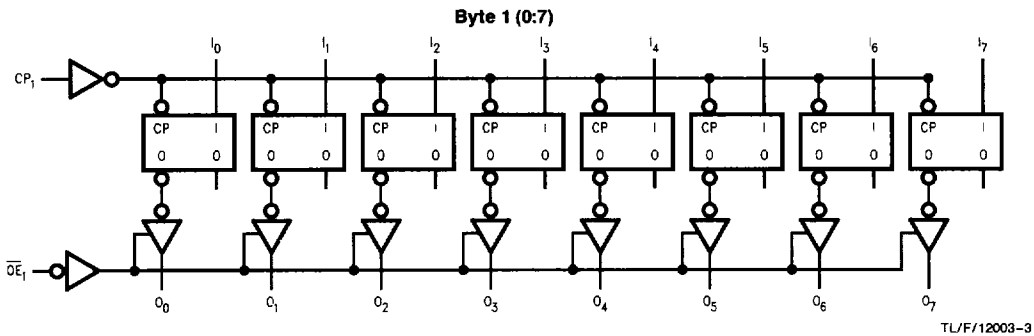 Byte 1 (0:7)
I0 I1 I2 I3 I4 I5 I6 I7
CP1
CP I CP I CP I CP I CP I CP I CP I CP I
O O O O O O O O O O O O O O O O
OE1
O0 O1 O2 O3 O4 O5 O6 O7
TL/F/12003-3